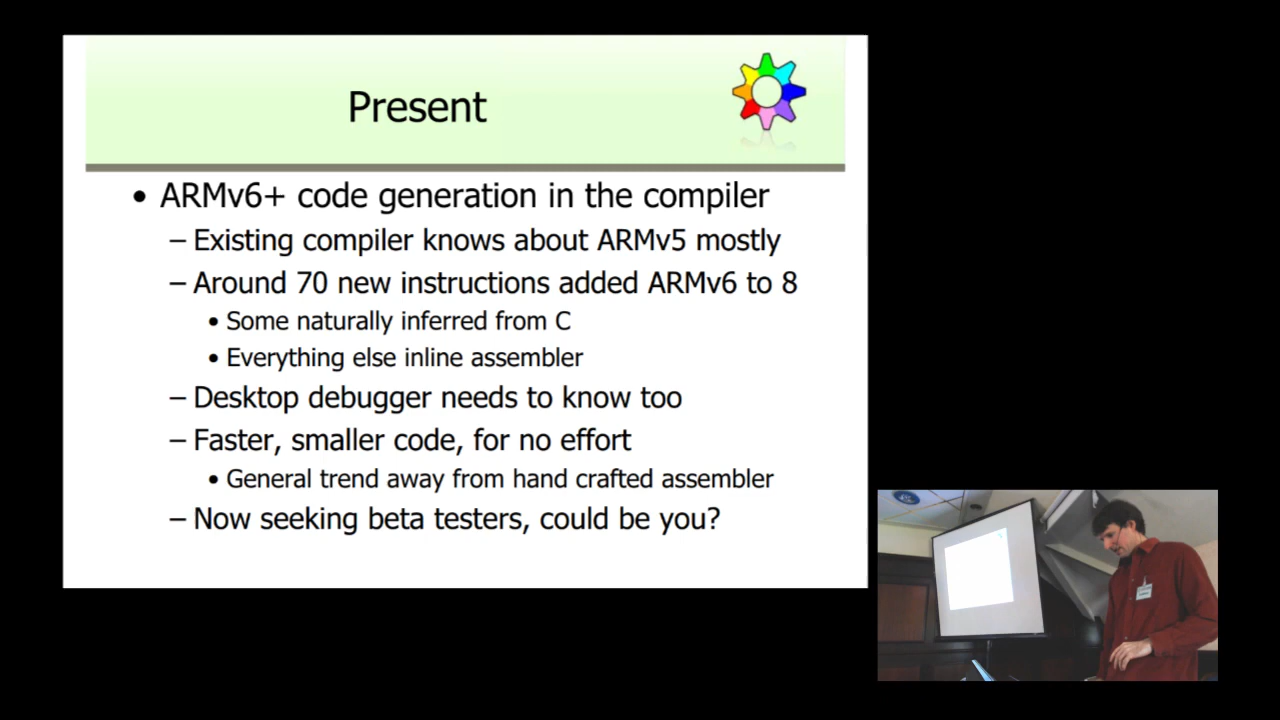 Present
• ARMv6+ code generation in the compiler
– Existing compiler knows about ARMv5 mostly
– Around 70 new instructions added ARMv6 to 8
• Some naturally inferred from C
• Everything else inline assembler
– Desktop debugger needs to know too
– Faster, smaller code, for no effort
• General trend away from hand crafted assembler
– Now seeking beta testers, could be you?